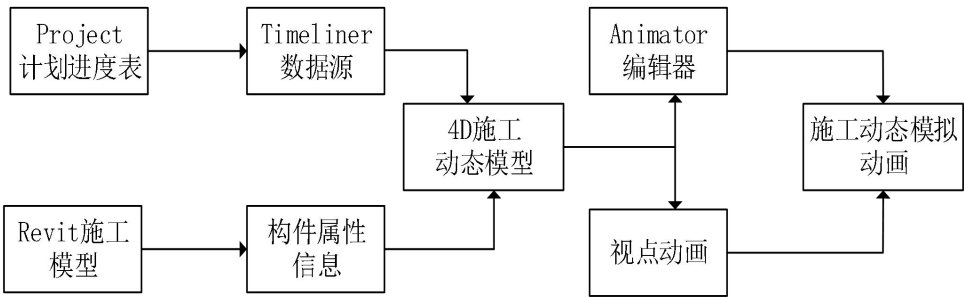 Project
计划进度表
Timeliner
数据源
Animator
编辑器
4D施工
动态模型
施工动态模拟
动画
Revit施工
模型
构件属性
信息
视点动画